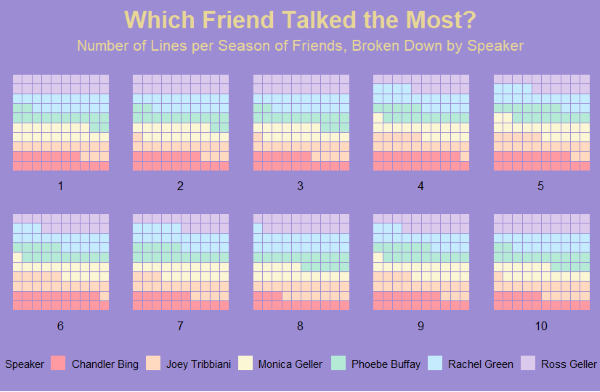 Which Friend Talked the Most?
Number of Lines per Season of Friends, Broken Down by Speaker
1 2 3 4 5
6 7 8 9 10
Speaker Chandler Bing Joey Tribbiani Monica Geller Phoebe Buffay Rachel Green Ross Geller